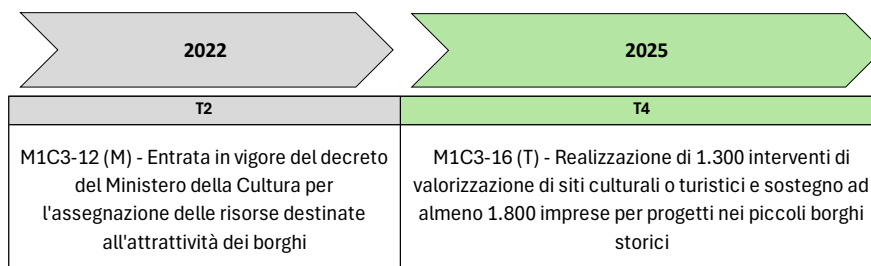 2022
2025
T2
T4
M1C3-12 (M) - Entrata in vigore del decreto
del Ministero della Cultura per
l'assegnazione delle risorse destinate
all'attrattività dei borghi
M1C3-16 (T) - Realizzazione di 1.300 interventi di
valorizzazione di siti culturali o turistici e sostegno ad
almeno 1.800 imprese per progetti nei piccoli borghi
storici